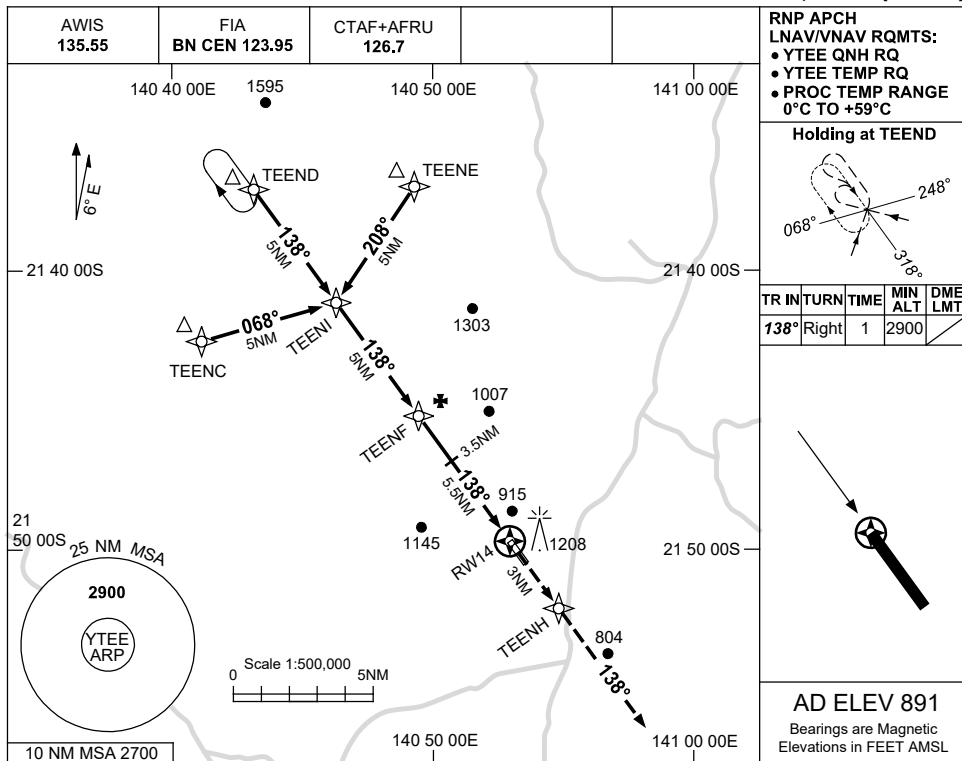 AWIS
135.55
FIA
BN CEN 123.95
CTAF+AFRU
126.7
RNP APCH
LNAV/VNAV RQMTS:
• YTEE QNH RQ
• YTEE TEMP RQ
• PROC TEMP RANGE
0°C TO +59°C
140 40 00E
1595
140 50 00E
141 00 00E
6° E
TEEND
TEENE
138°
5NM
208°
5NM
21 40 00S
21 40 00S
068°
5NM
TEENI
TEENC
1303
138°
5NM
TEENF
1007
3.5NM
138°
5.5NM
915
1145
1208
RW14
3NM
21
50 00S
21 50 00S
TEENH
804
138°
25 NM MSA
2900
YTEE
ARP
Scale 1:500,000
0
5NM
10 NM MSA 2700
140 50 00E
141 00 00E
Holding at TEEND
248°
068°
318°
TR IN
TURN
TIME
MIN
ALT
DME
LMT
138°
Right
1
2900
AD ELEV 891
Bearings are Magnetic
Elevations in FEET AMSL